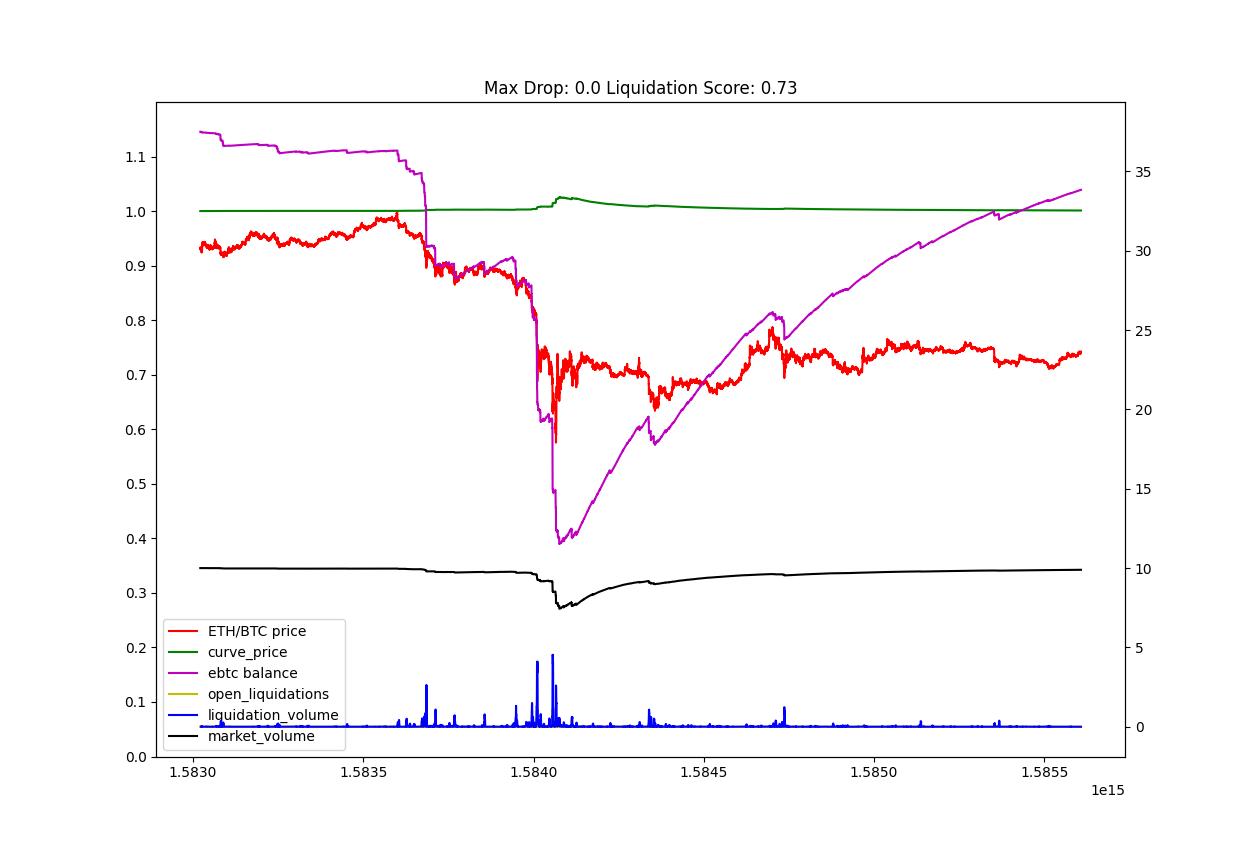 Max Drop: 0.0 Liquidation Score: 0.73
1.1
1.0
0.9
0.8
0.7
0.6
0.5
0.4
0.3
0.2
0.1
0.0
35
30
25
20
15
10
5
0
ETH/BTC price
curve_price
ebtc balance
open_liquidations
liquidation_volume
market_volume
1.5830 1.5835 1.5840 1.5845 1.5850 1.5855
1e15